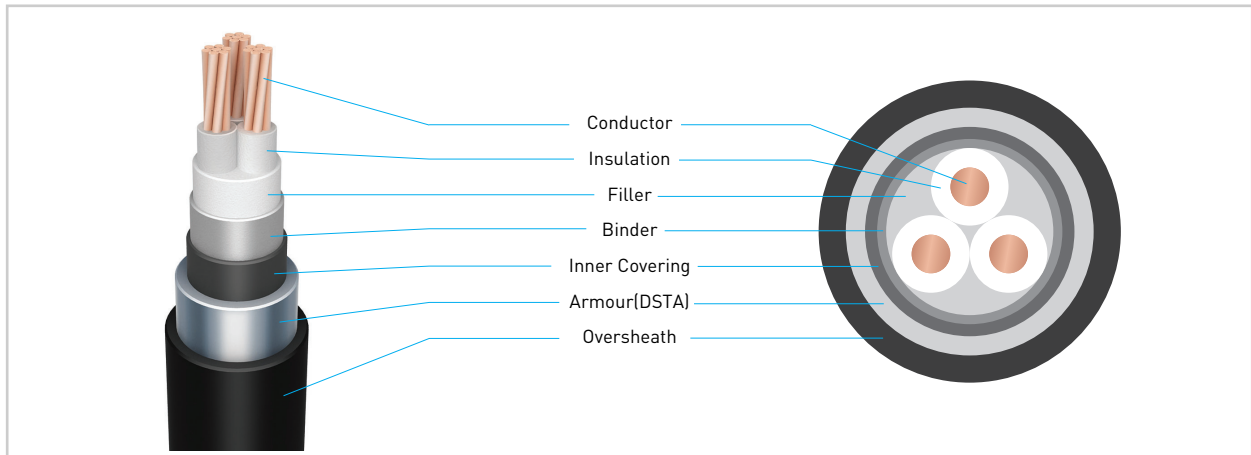 Conductor
Insulation
Filler
Binder
Inner Covering
Armour(DSTA)
Oversheath